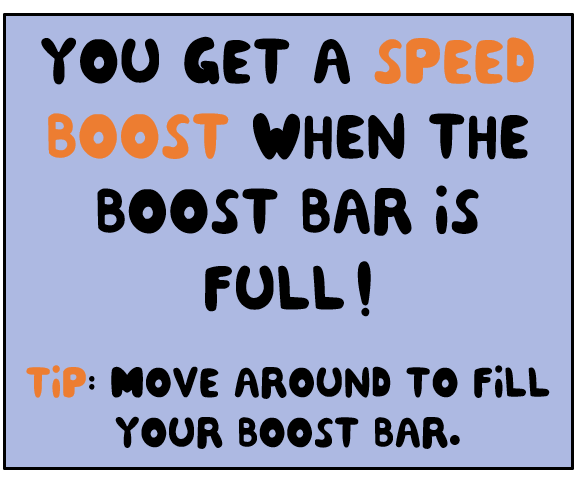 YOU GET A SPEED
BOOST WHEN THE
BOOST BAR iS
FULL!
TiP: MOVE AROUND TO FiLL
YOUR BOOST BAR.